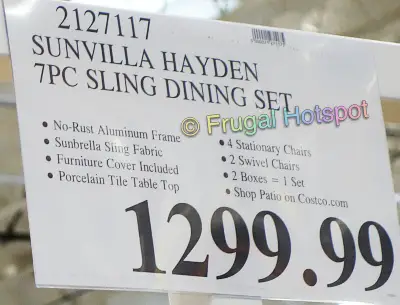 2127117
SUNVILLA HAYDEN
7PC SLING DINING SET
© Frugal Hotspot
• No-Rust Aluminum Frame
• Sunbrella Sling Fabric
• Furniture Cover Included
• Porcelain Tile Table Top
• 4 Stationary Chairs
• 2 Swivel Chairs
• 2 Boxes = 1 Set
• Shop Patio on Costco.com
1299.99